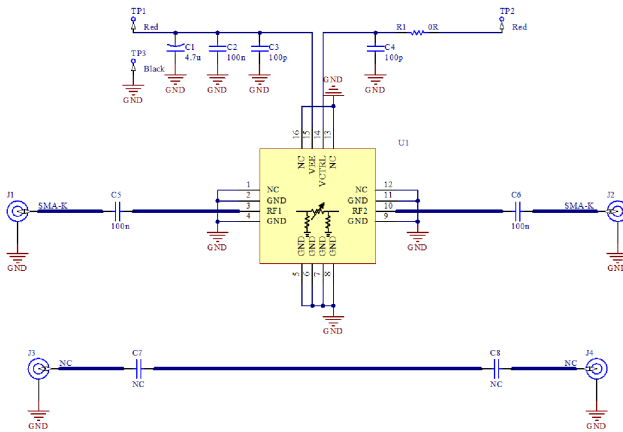 TP1
Red
TP2
R1 0R
Red
TP3
Black
GND
C1
4.7u
GND
C2
100n
GND
C3
100p
GND
C4
100p
GND
GND
U1
16 15 14 13
NC VEE VCTRL NC
1 NC
2 GND
3 RF1
4 GND
NC 12
GND 11
RF2 10
GND 9
GND GND GND GND
5 6 7 8
J1
SMA-K
C5
100n
GND
GND
GND
C6
100n
SMA-K
J2
GND
GND
J3
NC
C7
NC
C8
NC
NC
J4
GND
GND